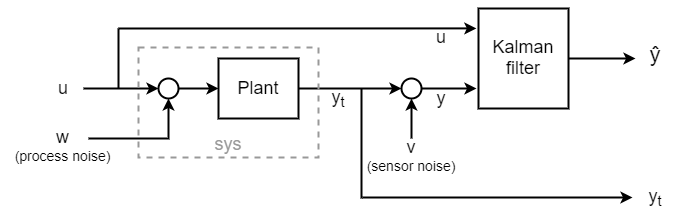 u
Kalman
filter
ŷ
u
Plant
yt
y
w
(process noise)
sys
v
(sensor noise)
yt